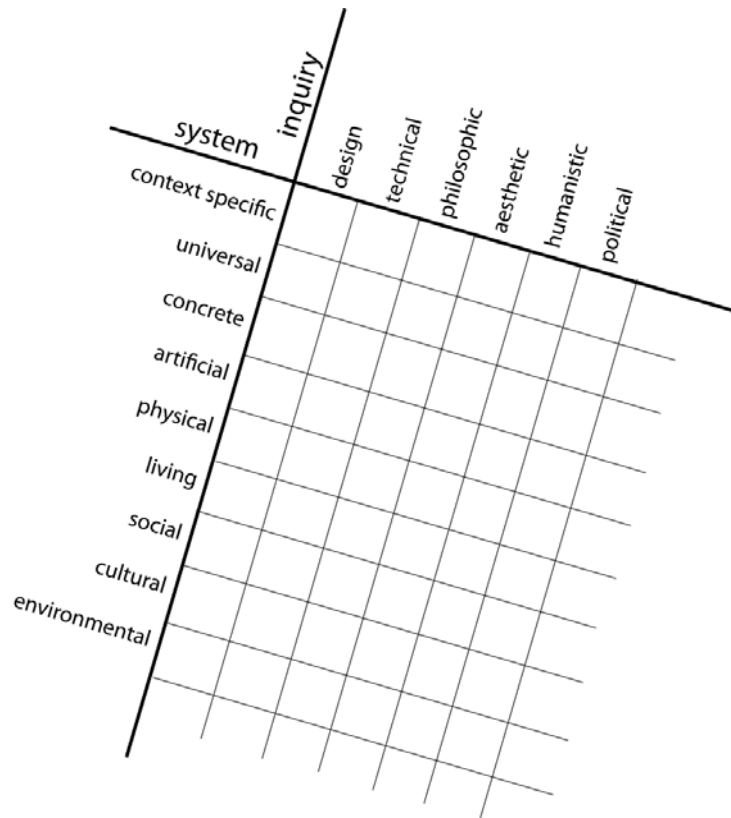 inquiry
system
design
technical
philosophic
aesthetic
humanistic
political
context specific
universal
concrete
artificial
physical
living
social
cultural
environmental